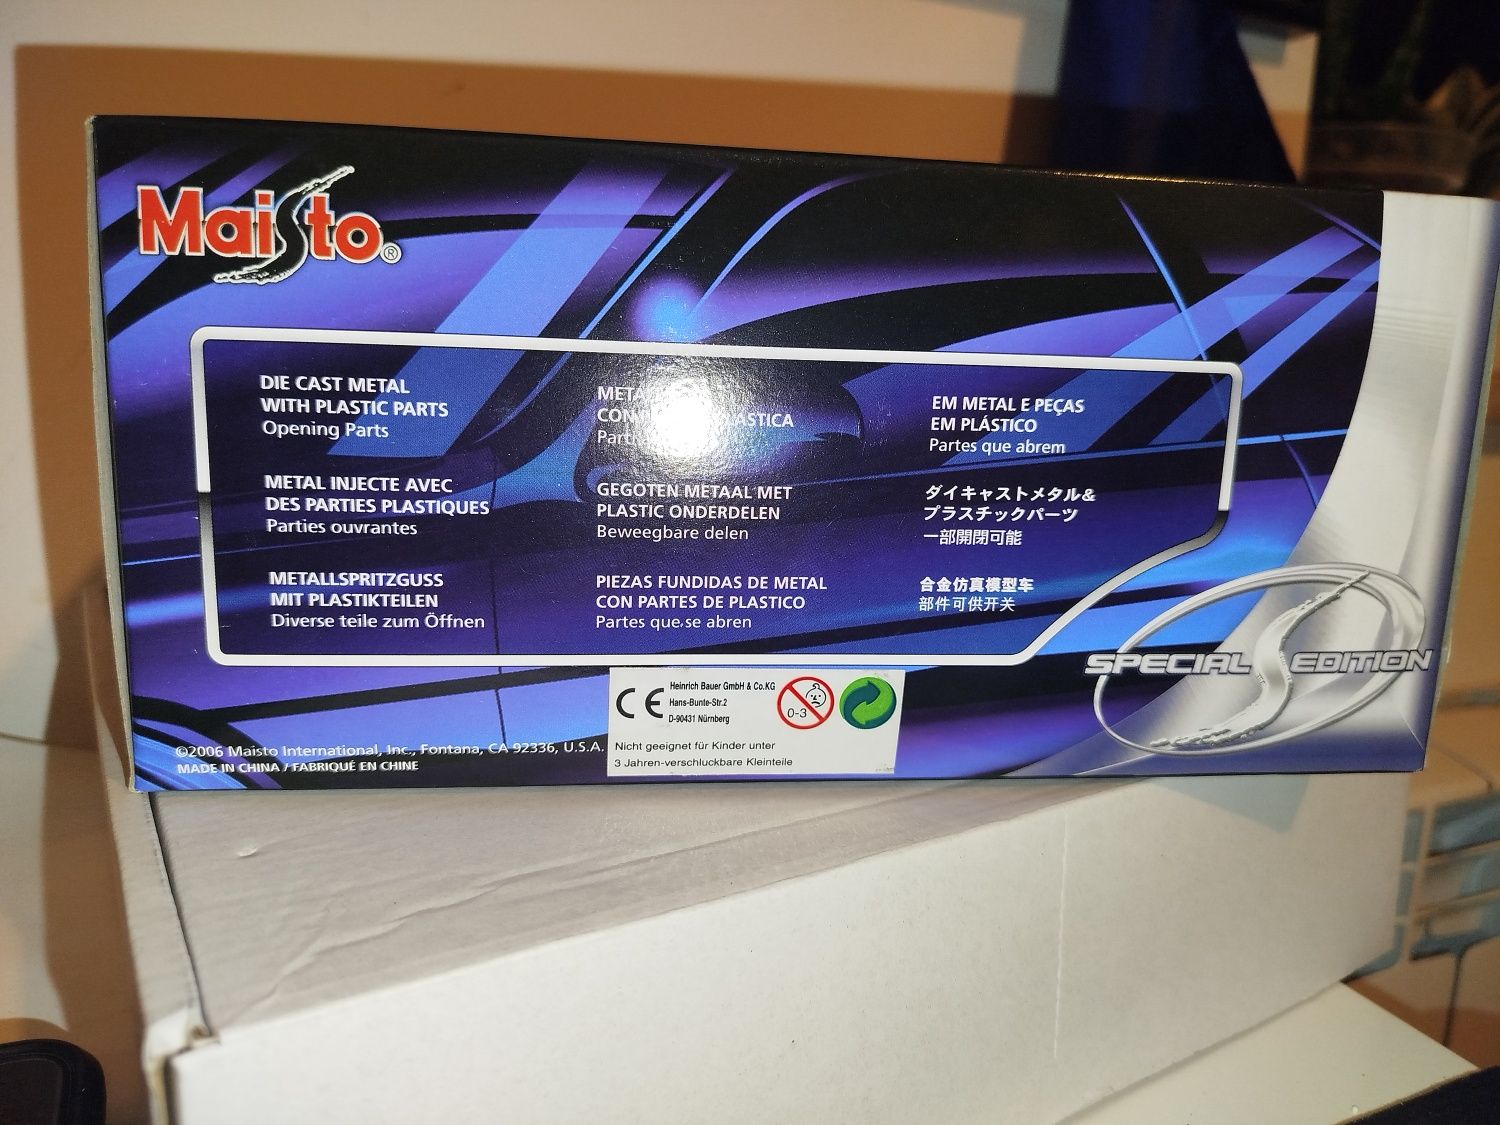 Maisto®
DIE CAST METAL
WITH PLASTIC PARTS
Opening Parts
METAL INJECTE AVEC
DES PARTIES PLASTIQUES
Parties ouvrantes
METALLSPRITZGUSS
MIT PLASTIKTEILEN
Diverse teile zum Öffnen
GEGOTEN METAAL MET
PLASTIC ONDERDELEN
Beweegbare delen
PIEZAS FUNDIDAS DE METAL
CON PARTES DE PLASTICO
Partes que se abren
EM METAL E PEÇAS
EM PLÁSTICO
Partes que abrem
ダイキャストメタル&
プラスチックパーツ
一部開閉可能
合金仿真模型车
部件可供开关
SPECIAL EDITION
©2006 Maisto International, Inc., Fontana, CA 92336, U.S.A.
MADE IN CHINA / FABRIQUÉ EN CHINE
CE
Heinrich Bauer GmbH & Co.KG
Hans-Bunte-Str.2
D-90431 Nürnberg
0-3
Nicht geeignet für Kinder unter
3 Jahren-verschluckbare Kleinteile